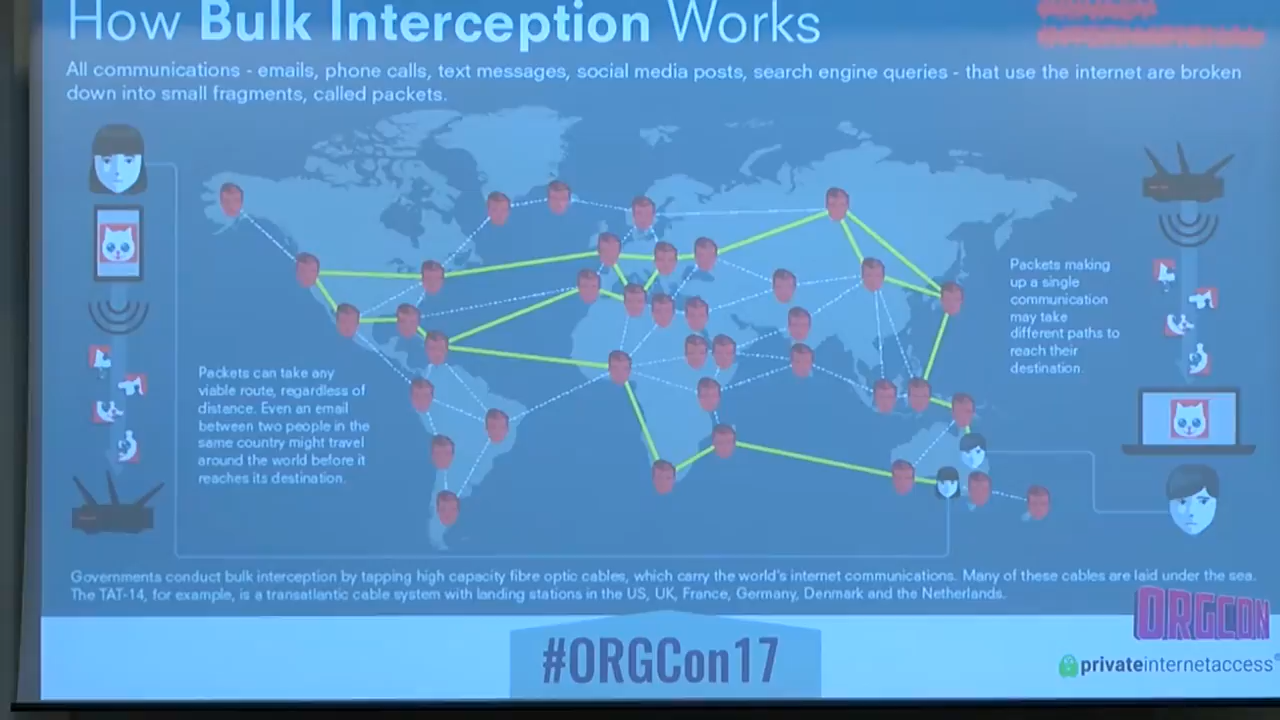 How Bulk Interception Works
All communications - emails, phone calls, text messages, social media posts, search engine queries - that use the internet are broken
down into small fragments, called packets.
Packets making
up a single
communication
may take
different paths to
reach their
destination.
Packets can take any
viable route, regardless of
distance. Even an email
between two people in the
same country might travel
around the world before it
reaches its destination.
Governments conduct bulk interception by tapping high capacity fibre optic cables, which carry the world's internet communications. Many of these cables are laid under the sea.
The TAT-14, for example, is a transatlantic cable system with landing stations in the US, UK, France, Germany, Denmark and the Netherlands.
ORGCON
#ORGCon17
privateinternetaccess